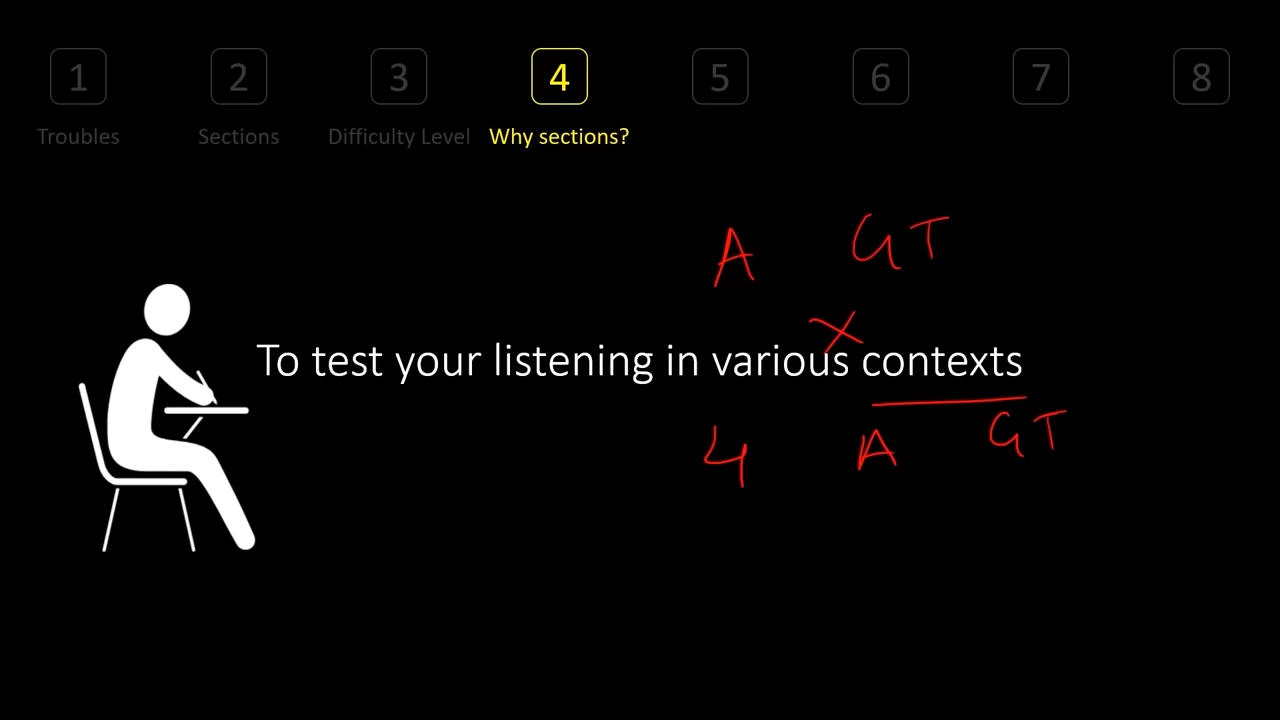 1 2 3 4 5 6 7 8
Troubles Sections Difficulty Level Why sections?
A GT
X
To test your listening in various contexts
4 A GT